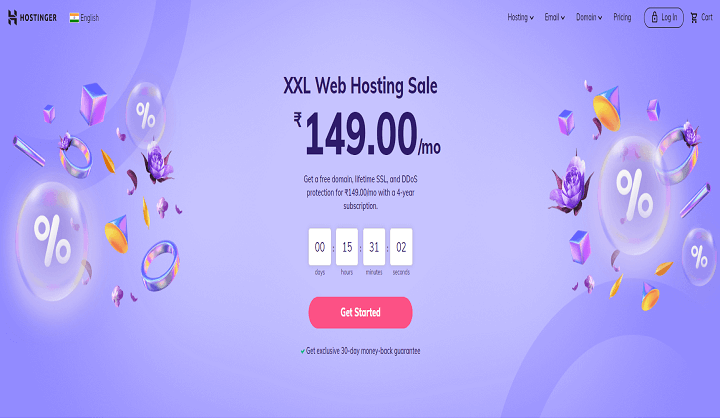 HOSTINGER
English
Hosting
Email
Domain
Pricing
Log In
Cart
XXL Web Hosting Sale
₹149.00/mo
Get a free domain, lifetime SSL, and DDoS
protection for ₹149.00/mo with a 4-year
subscription.
00 : 15 : 31 : 02
days hours minutes seconds
Get Started
Get exclusive 30-day money-back guarantee
%
%
%
%